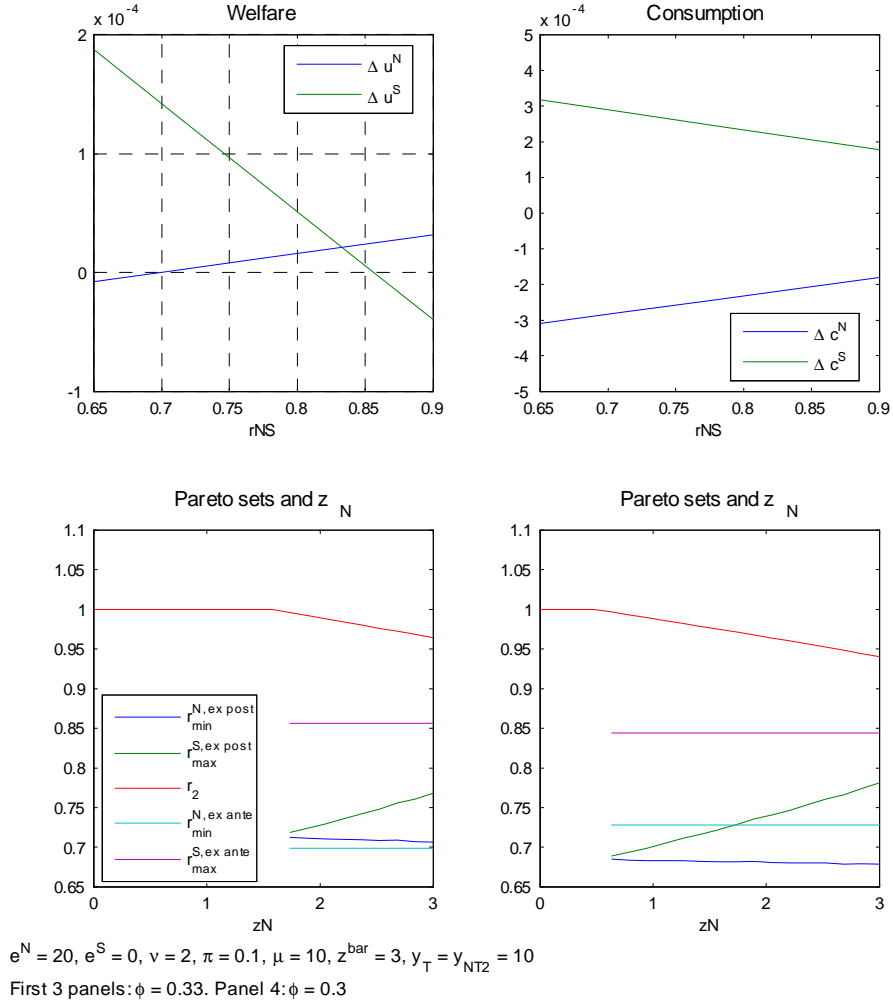 Welfare
x 10^-4
2
1
0
-1
0.65 0.7 0.75 0.8 0.85 0.9
rNS
Δ u^N
Δ u^S
Consumption
x 10^-4
5
4
3
2
1
0
-1
-2
-3
-4
-5
0.65 0.7 0.75 0.8 0.85 0.9
rNS
Δ c^N
Δ c^S
Pareto sets and z_N
1.1
1.05
1
0.95
0.9
0.85
0.8
0.75
0.7
0.65
0 1 2 3
zN
r_min^N, ex post
r_max^S, ex post
r_2
r_min^N, ex ante
r_max^S, ex ante
Pareto sets and z_N
1.1
1.05
1
0.95
0.9
0.85
0.8
0.75
0.7
0.65
0 1 2 3
zN
e^N = 20, e^S = 0, ν = 2, π = 0.1, μ = 10, z^bar = 3, y_T = y_NT2 = 10
First 3 panels: ϕ = 0.33. Panel 4: ϕ = 0.3